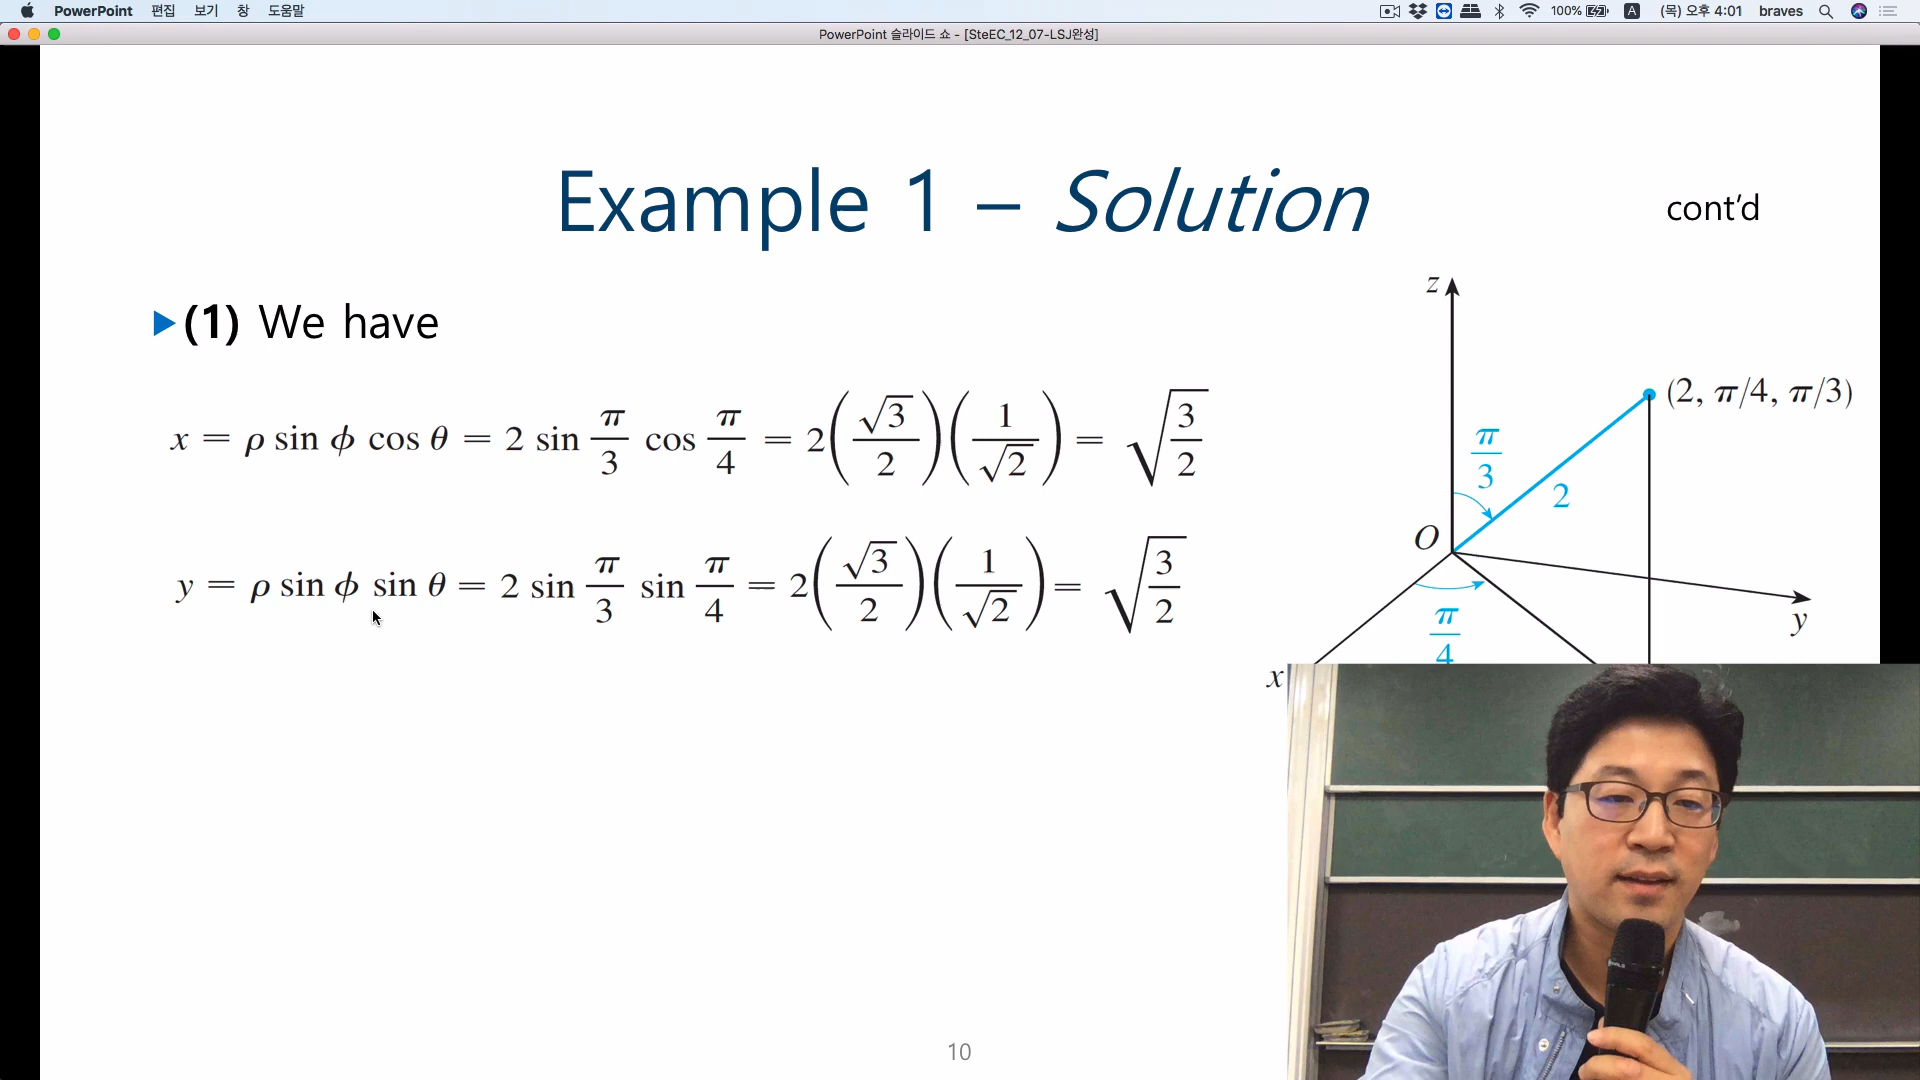 PowerPoint 편집 보기 창 도움말 100% A (목) 오후 4:01 braves
PowerPoint 슬라이드 쇼 - [SteEC_12_07-LSJ완성]
Example 1 – Solution
cont’d
(1) We have
x = ρ sin ϕ cos θ = 2 sin π/3 cos π/4 = 2(√3/2)(1/√2) = √(3/2)
y = ρ sin ϕ sin θ = 2 sin π/3 sin π/4 = 2(√3/2)(1/√2) = √(3/2)
z
(2, π/4, π/3)
π/3
2
O
π/4
y
x
10